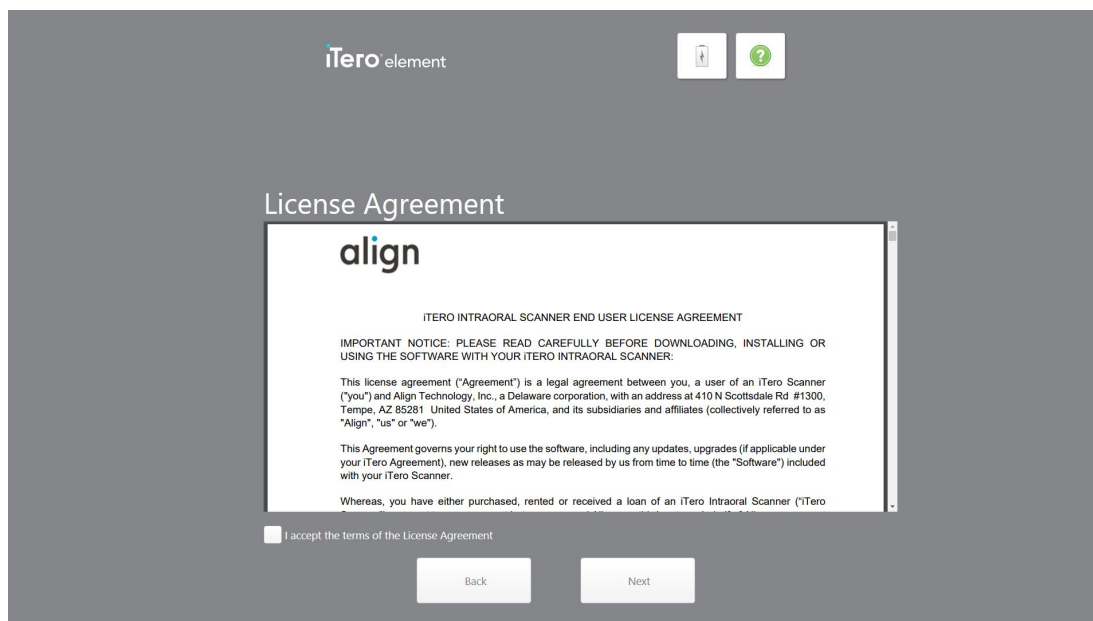 iTero element
License Agreement
align
iTERO INTRAORAL SCANNER END USER LICENSE AGREEMENT
IMPORTANT NOTICE: PLEASE READ CAREFULLY BEFORE DOWNLOADING, INSTALLING OR
USING THE SOFTWARE WITH YOUR iTERO INTRAORAL SCANNER:
This license agreement (“Agreement”) is a legal agreement between you, a user of an iTero Scanner
("you") and Align Technology, Inc., a Delaware corporation, with an address at 410 N Scottsdale Rd #1300,
Tempe, AZ 85281 United States of America, and its subsidiaries and affiliates (collectively referred to as
"Align", "us" or "we").
This Agreement governs your right to use the software, including any updates, upgrades (if applicable under
your iTero Agreement), new releases as may be released by us from time to time (the "Software") included
with your iTero Scanner.
Whereas, you have either purchased, rented or received a loan of an iTero Intraoral Scanner (“iTero
I accept the terms of the License Agreement
Back
Next